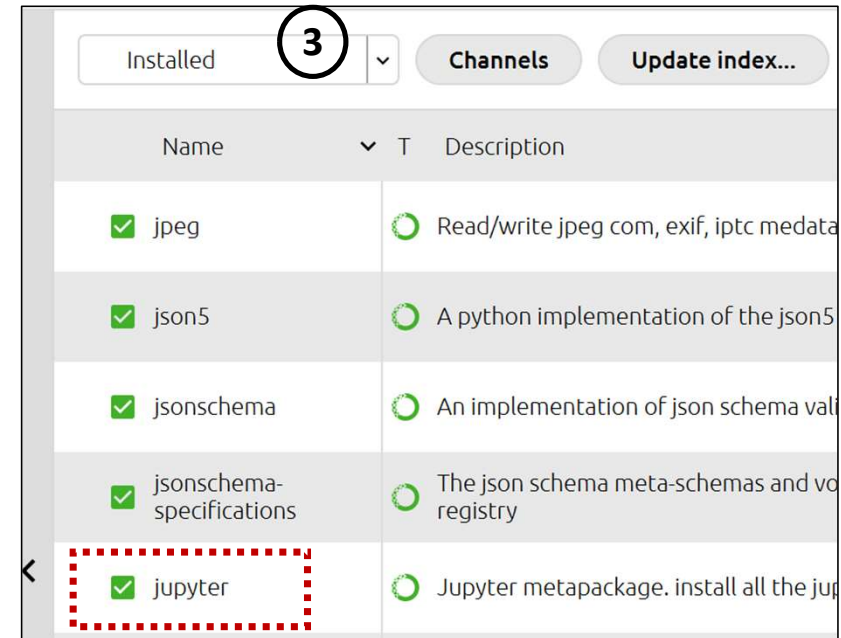 Installed
3
Channels
Update index...
Name
T
Description
jpeg
Read/write jpeg com, exif, iptc medata
json5
A python implementation of the json5
jsonschema
An implementation of json schema vali
jsonschema-
specifications
The json schema meta-schemas and vo
registry
jupyter
Jupyter metapackage. install all the jup